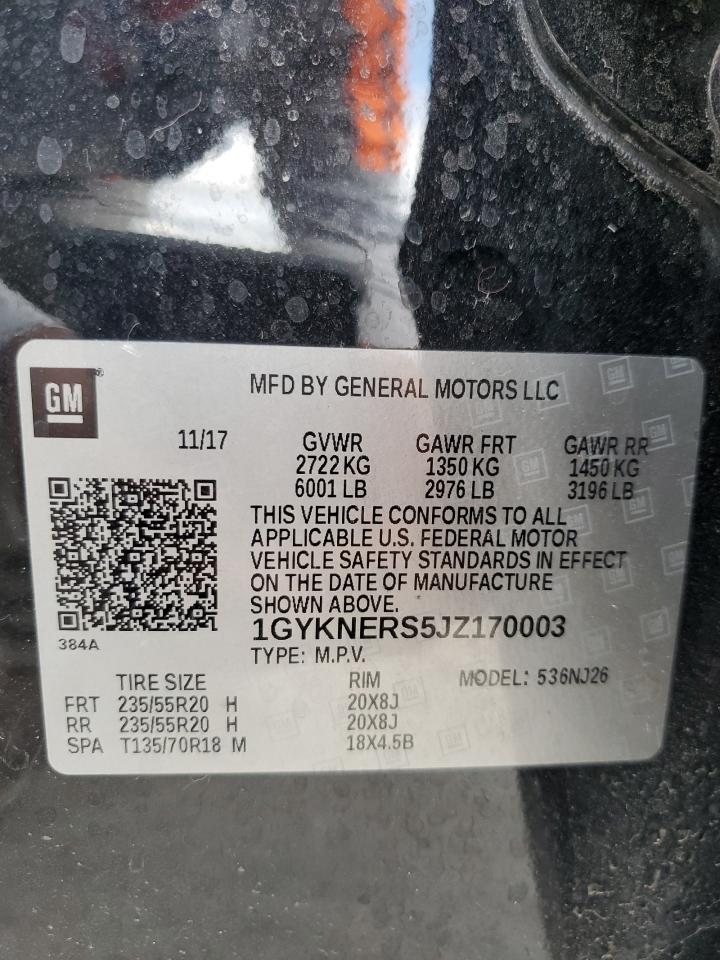 GM
MFD BY GENERAL MOTORS LLC
11/17 GVWR GAWR FRT GAWR RR
2722 KG 1350 KG 1450 KG
6001 LB 2976 LB 3196 LB
THIS VEHICLE CONFORMS TO ALL
APPLICABLE U.S. FEDERAL MOTOR
VEHICLE SAFETY STANDARDS IN EFFECT
ON THE DATE OF MANUFACTURE
SHOWN ABOVE.
1GYKNERS5JZ170003
384A
TYPE: M.P.V.
TIRE SIZE RIM MODEL: 536NJ26
FRT 235/55R20 H 20X8J
RR 235/55R20 H 20X8J
SPA T135/70R18 M 18X4.5B